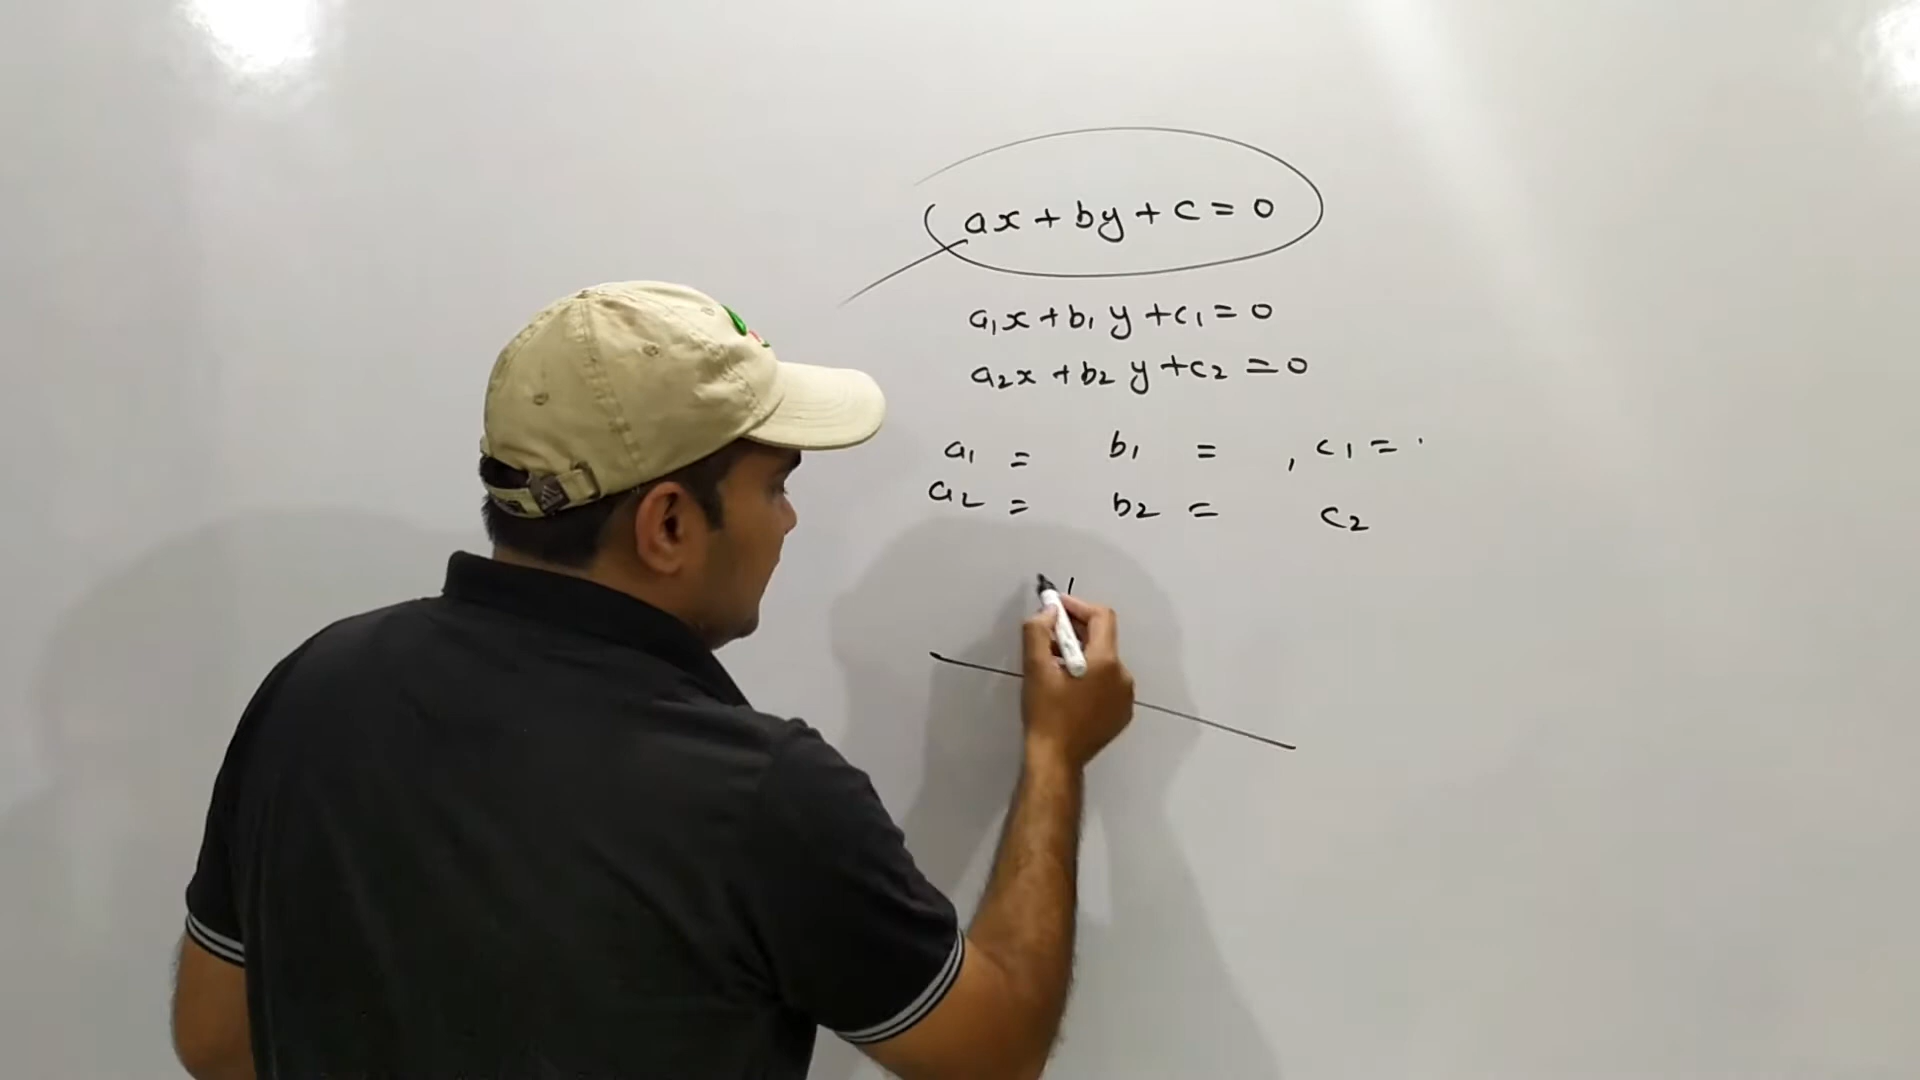 ax + by + c = 0
a₁x + b₁y + c₁ = 0
a₂x + b₂y + c₂ = 0
a₁ = b₁ = , c₁ =
a₂ = b₂ = c₂